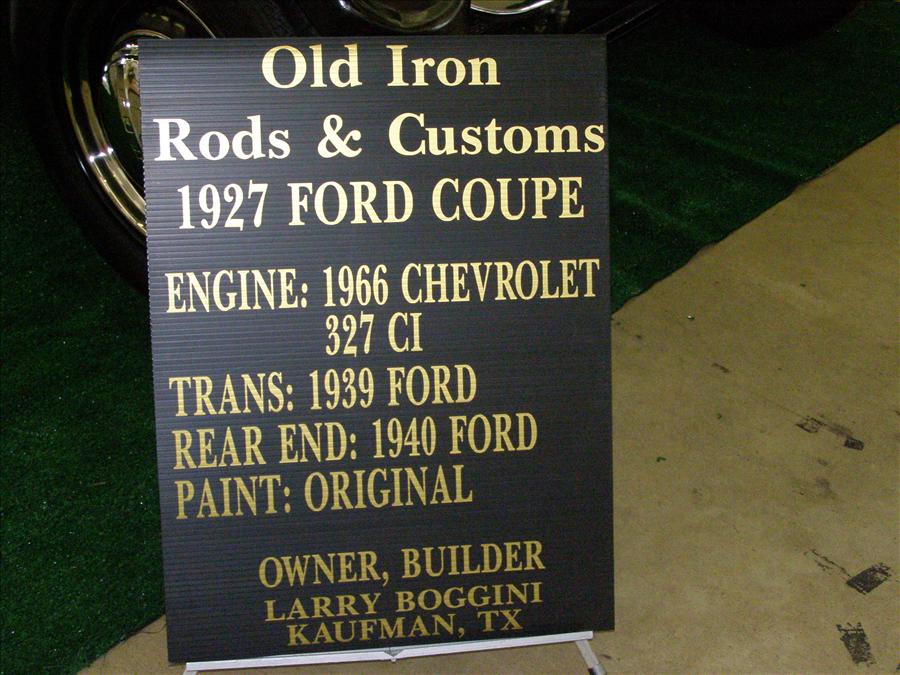 Old Iron
Rods & Customs
1927 FORD COUPE
ENGINE: 1966 CHEVROLET
327 CI
TRANS: 1939 FORD
REAR END: 1940 FORD
PAINT: ORIGINAL
OWNER, BUILDER
LARRY BOGGINI
KAUFMAN, TX